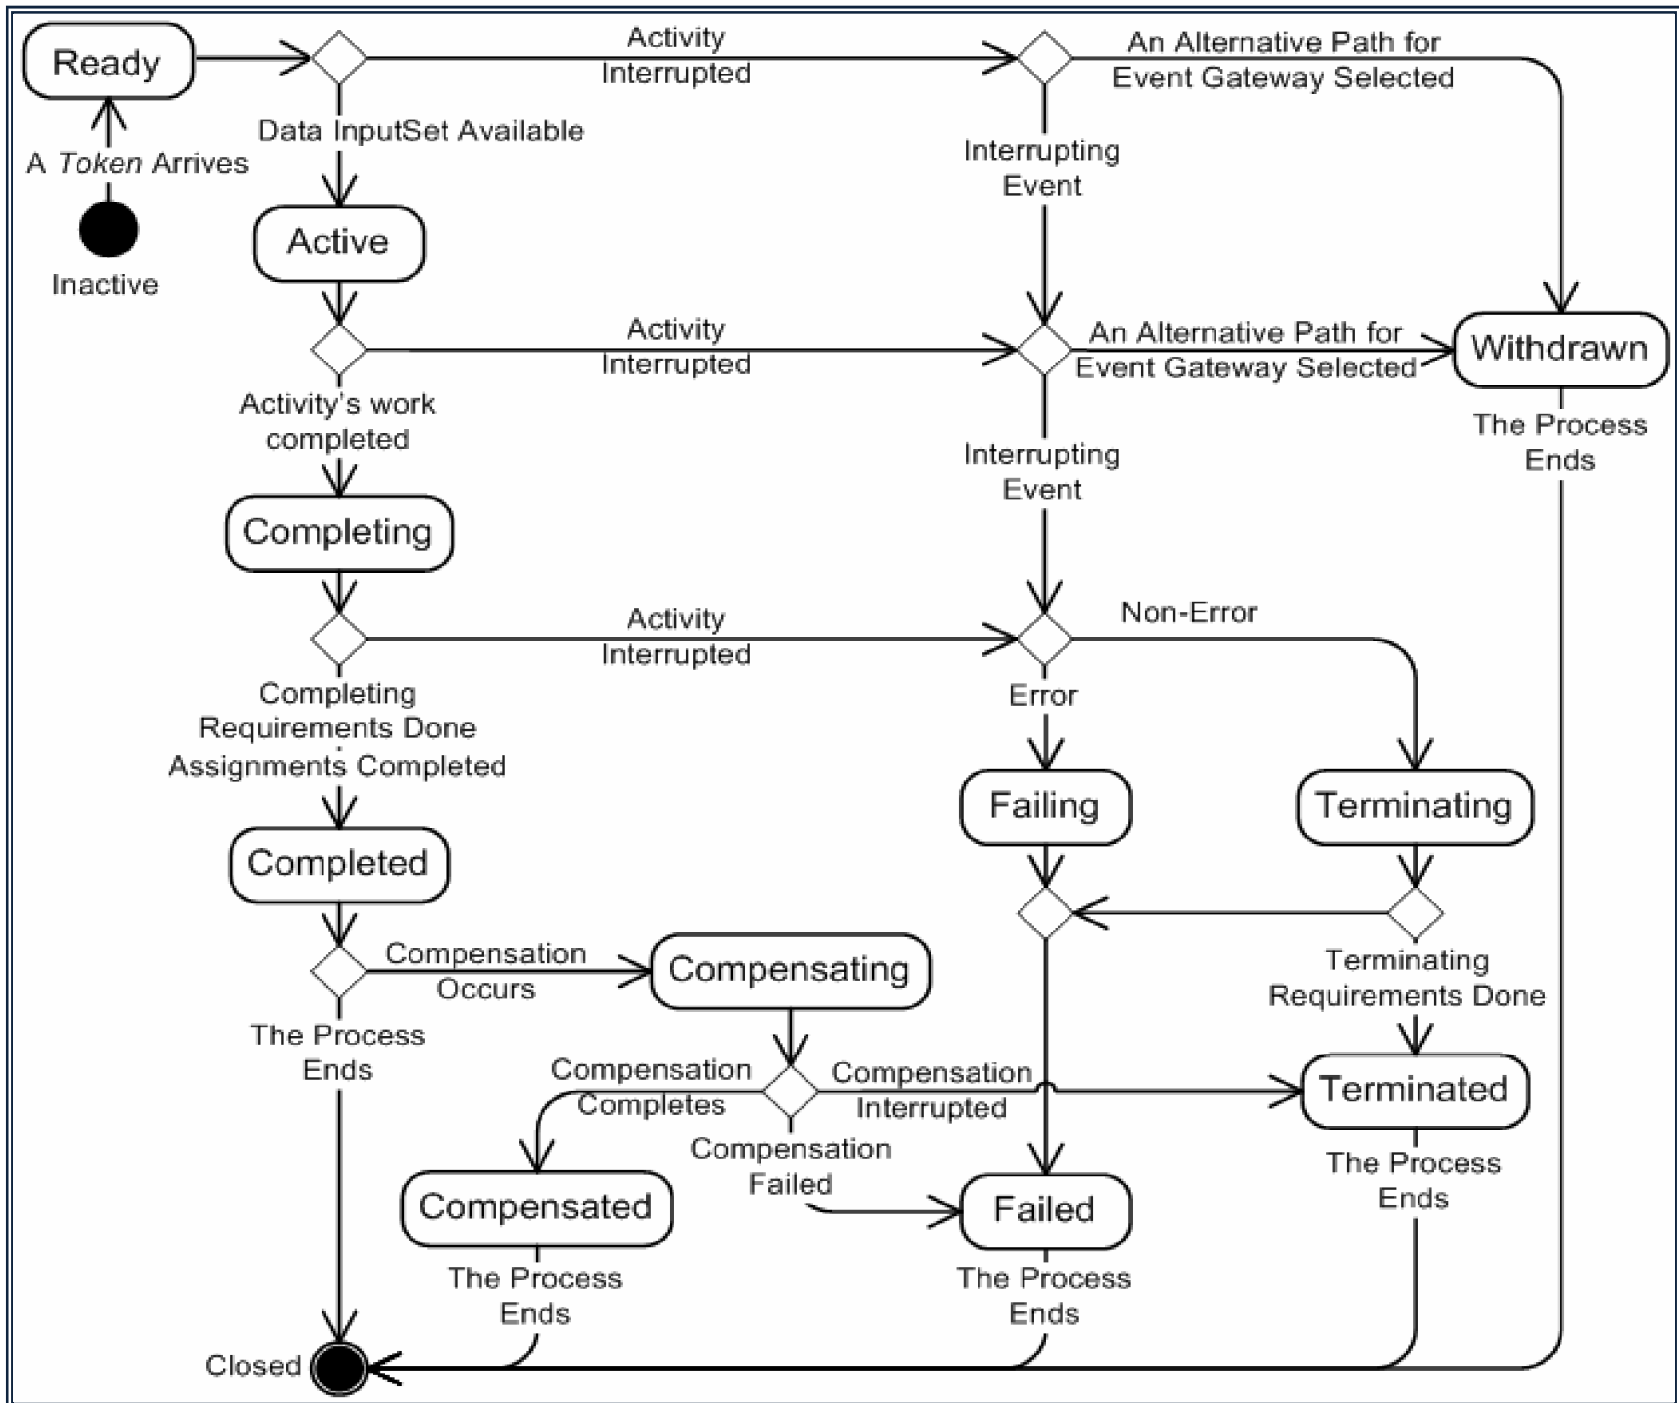 Ready
Activity
Interrupted
An Alternative Path for
Event Gateway Selected
Data InputSet Available
A Token Arrives
Interrupting
Event
Active
Inactive
Activity
Interrupted
An Alternative Path for
Event Gateway Selected
Withdrawn
Activity's work
completed
The Process
Ends
Interrupting
Event
Completing
Activity
Interrupted
Non-Error
Completing
Requirements Done
Assignments Completed
Error
Failing
Terminating
Completed
Compensation
Occurs
Compensating
Terminating
Requirements Done
The Process
Ends
Compensation
Completes
Compensation
Interrupted
Terminated
Compensation
Failed
The Process
Ends
Compensated
Failed
The Process
Ends
The Process
Ends
Closed